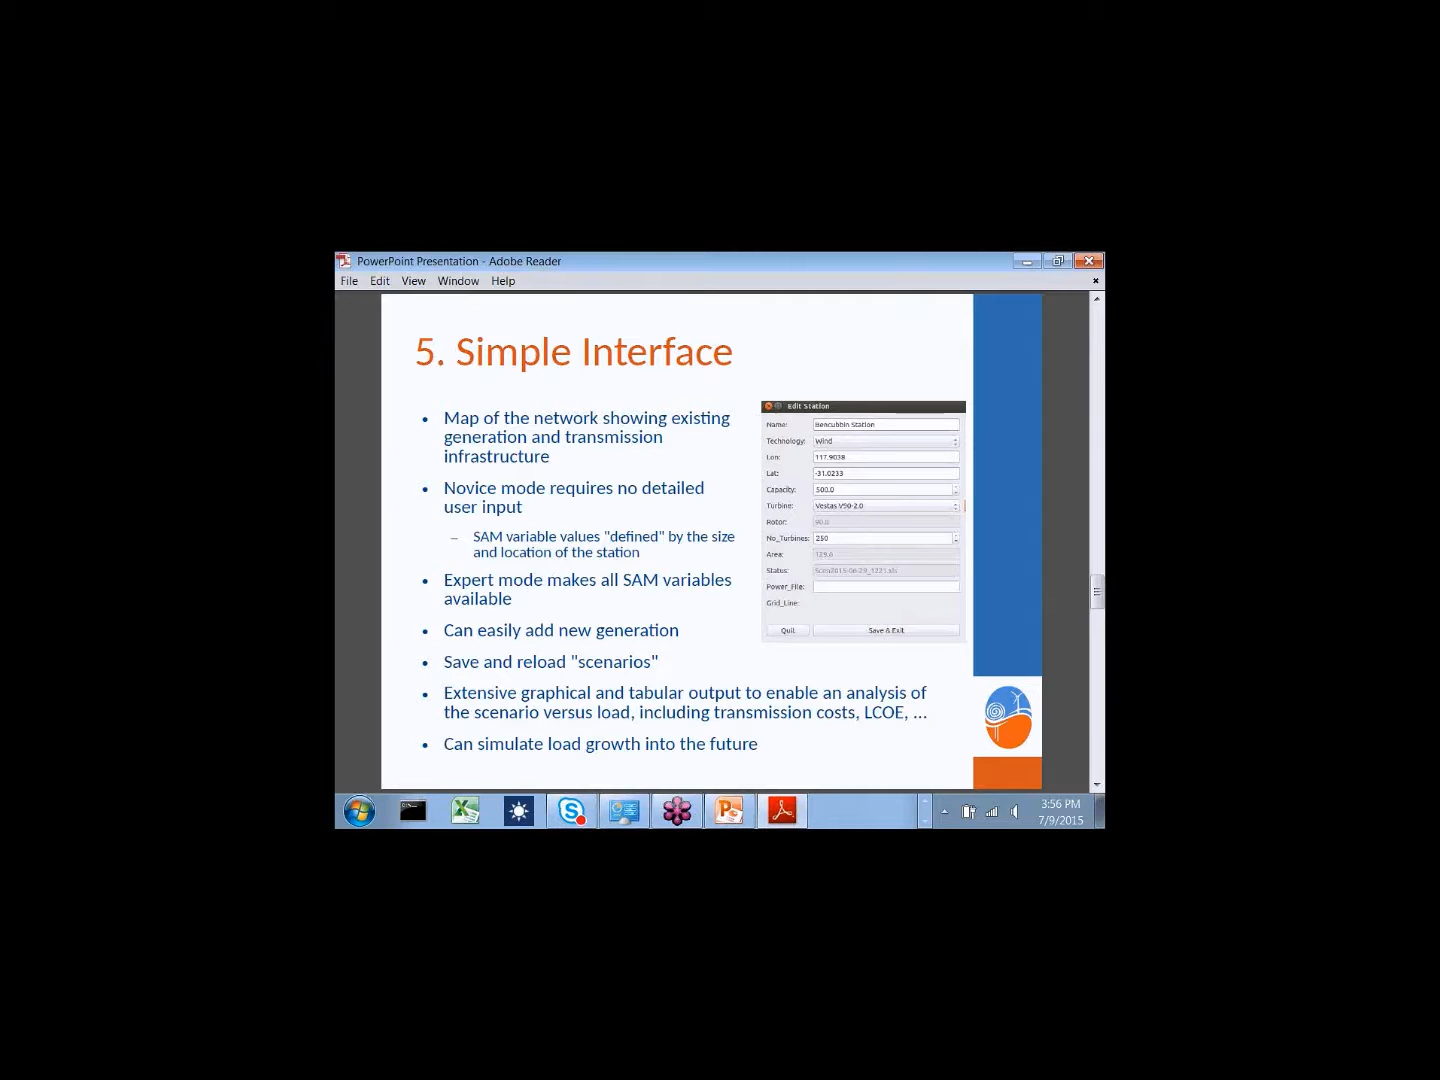 PowerPoint Presentation - Adobe Reader
File Edit View Window Help
5. Simple Interface
• Map of the network showing existing
generation and transmission
infrastructure
• Novice mode requires no detailed
user input
– SAM variable values "defined" by the size
and location of the station
• Expert mode makes all SAM variables
available
• Can easily add new generation
• Save and reload "scenarios"
• Extensive graphical and tabular output to enable an analysis of
the scenario versus load, including transmission costs, LCOE, ...
• Can simulate load growth into the future
Edit Station
Name: Bencubbin Station
Technology: Wind
Lon: 117.9038
Lat: -31.0233
Capacity: 500.0
Turbine: Vestas V90-2.0
Rotor: 90.0
No_Turbines: 250
Area: 129.6
Status:
Power_File:
Grid_Line:
Quit Save & Exit
3:56 PM
7/9/2015